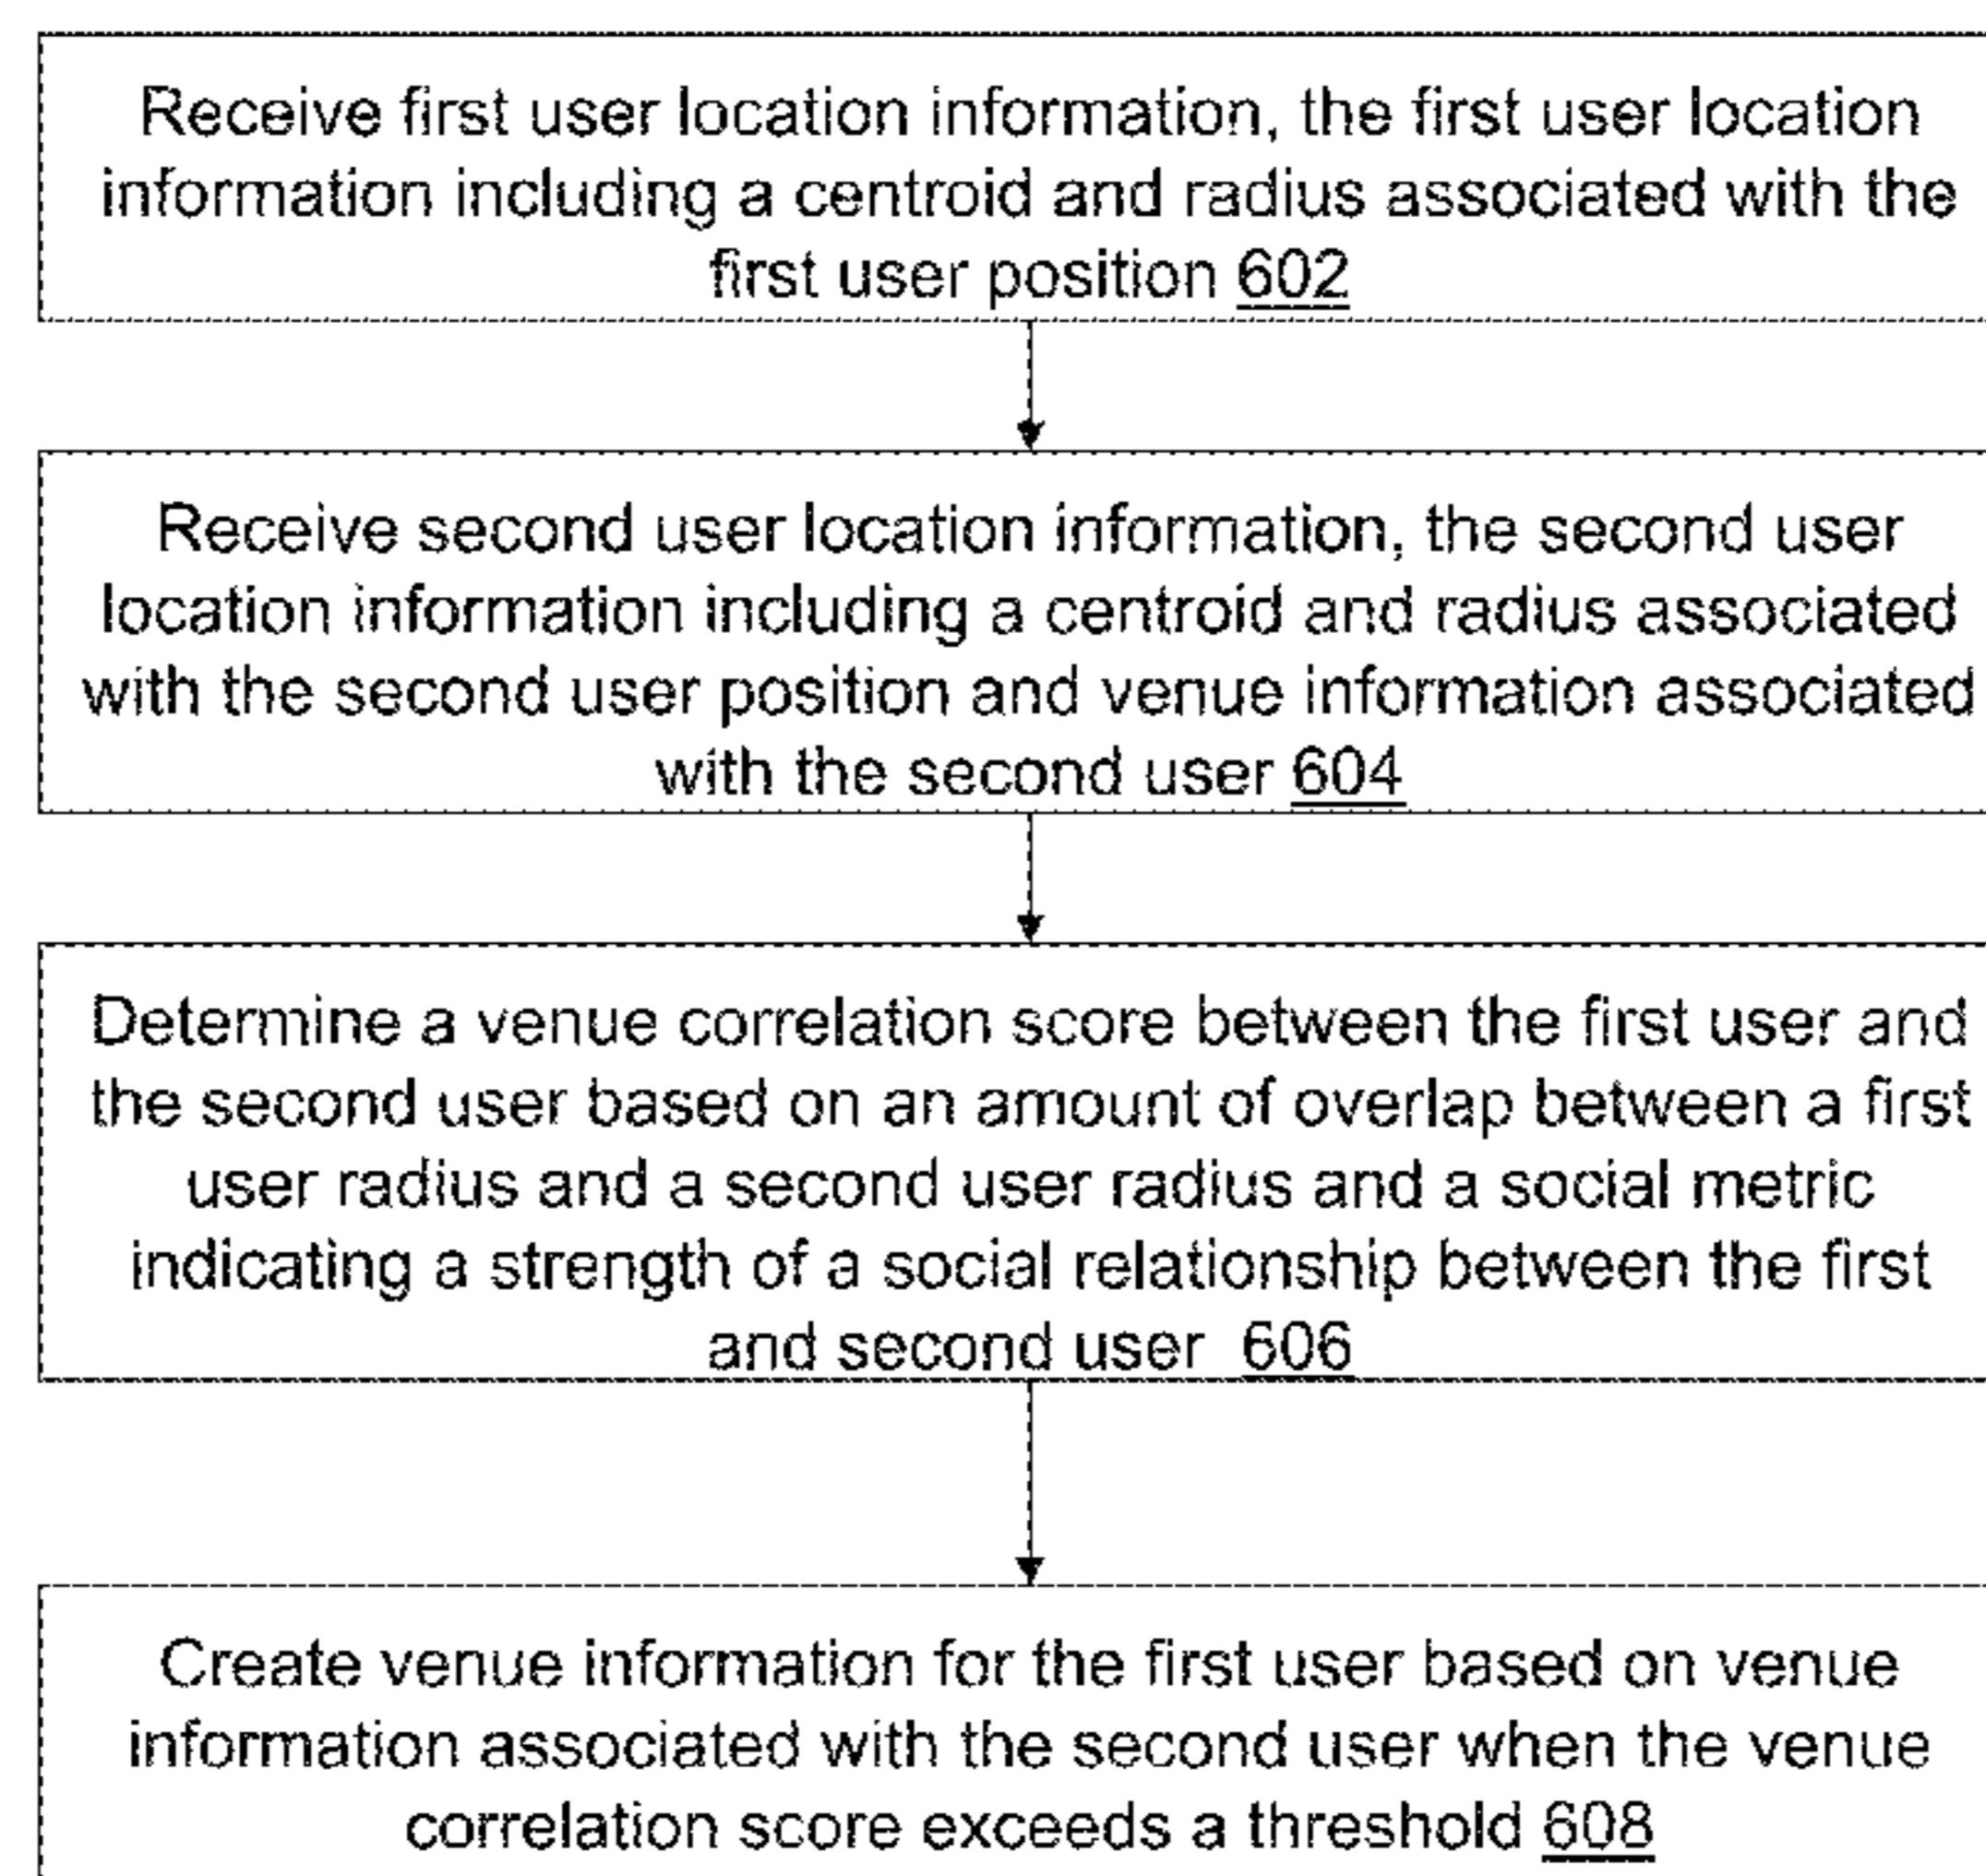 Receive first user location information, the first user location
information including a centroid and radius associated with the
first user position 602
Receive second user location information, the second user
location information including a centroid and radius associated
with the second user position and venue information associated
with the second user 604
Determine a venue correlation score between the first user and
the second user based on an amount of overlap between a first
user radius and a second user radius and a social metric
indicating a strength of a social relationship between the first
and second user 606
Create venue information for the first user based on venue
information associated with the second user when the venue
correlation score exceeds a threshold 608